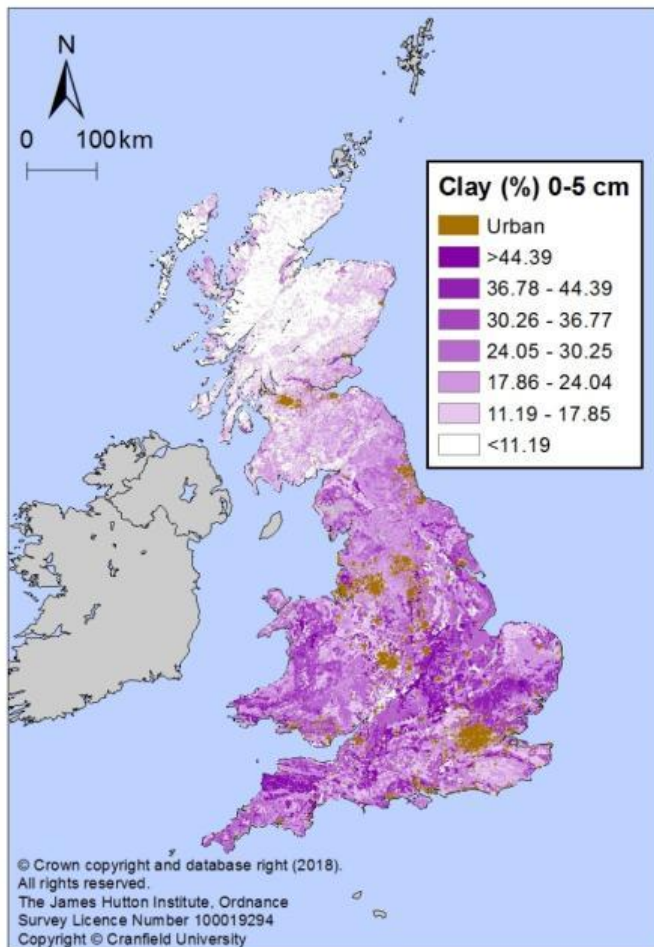 N
0 100 km
Clay (%) 0-5 cm
Urban
>44.39
36.78 - 44.39
30.26 - 36.77
24.05 - 30.25
17.86 - 24.04
11.19 - 17.85
<11.19
© Crown copyright and database right (2018).
All rights reserved.
The James Hutton Institute, Ordnance
Survey Licence Number 100019294
Copyright © Cranfield University